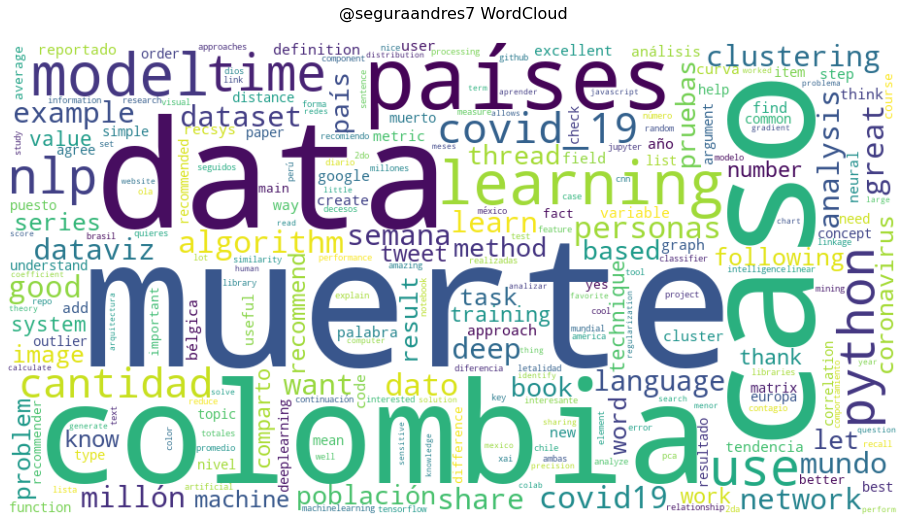 @seguraandres7 WordCloud
reportado
approaches
order
definition
user
nice
distribution
processing
github
excellent
análisis
clustering
average
dios
link
component
model
time
países
term
aprender
javascript
curva
item
step
information
research
visual
distance
país
sentence
measure
allows
número
help
find
worked
problema
example
dataset
muerto
covid_19
check
random
pruebas
common
think
course
value
simple
recsys
paper
metric
año
jupyter
argument
gradient
study
agree
set
recommended
seguidos
recomiendo
forma
redes
2do
thread
field
list
modelo
great
nlp
data
google
millones
meses
cnn
number
analysis
neural
large
puesto
website
ola
main
perú
diario
decesos
create
learning
case
caso
series
way
little
variable
need
score
brasil
quieres
read
semana
learn
méxico
fact
feature
test
personas
chart
concept
dataviz
algorithm
tweet
method
based
graph
following
linkage
understand
lot
similarity
performance
amazing
realizadas
yes
classifier
intelligence
linear
coronavirus
coefficient
human
recommend
muerte
analizar
favorite
tool
mining
good
theory
repo
library
explain
notebook
task
cool
project
python
system
add
arquitectura
important
useful
palabra
result
training
mundial
américa
technique
regularization
cluster
outlier
bélgica
computer
approach
thing
diferencia
letalidad
thank
image
calculate
deep
identify
libraries
year
cantidad
reduce
solve
want
code
dato
book
language
matrix
europa
correlation
comportamiento
problem
generate
text
topic
comparto
continuación
interested
solution
key
interesante
search
menor
contagio
let
question
know
colombia
sharing
word
new
error
tendencia
recall
recommender
type
color
totales
promedio
deeplearning
mean
well
sensitive
knowledge
difference
mexico
chile
xai
ambas
element
analyze
pca
resultado
use
mundo
nivel
precision
better
best
function
lista
millón
artificial
machine
machinelearning
población
tensorflow
share
colab
covid19
work
relationship
2da
network
perform